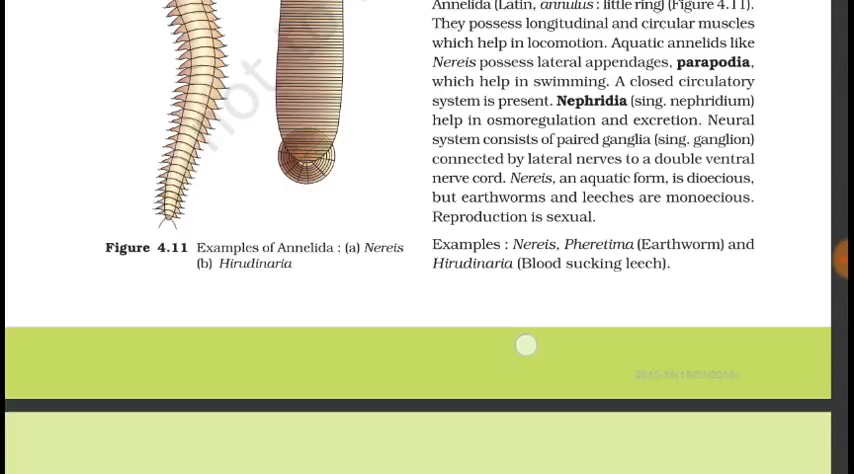 Annelida (Latin, annulus : little ring) (Figure 4.11).
They possess longitudinal and circular muscles
which help in locomotion. Aquatic annelids like
Nereis possess lateral appendages, parapodia,
which help in swimming. A closed circulatory
system is present. Nephridia (sing. nephridium)
help in osmoregulation and excretion. Neural
system consists of paired ganglia (sing. ganglion)
connected by lateral nerves to a double ventral
nerve cord. Nereis, an aquatic form, is dioecious,
but earthworms and leeches are monoecious.
Reproduction is sexual.
Examples : Nereis, Pheretima (Earthworm) and
Hirudinaria (Blood sucking leech).
Figure 4.11 Examples of Annelida : (a) Nereis
(b) Hirudinaria
not to